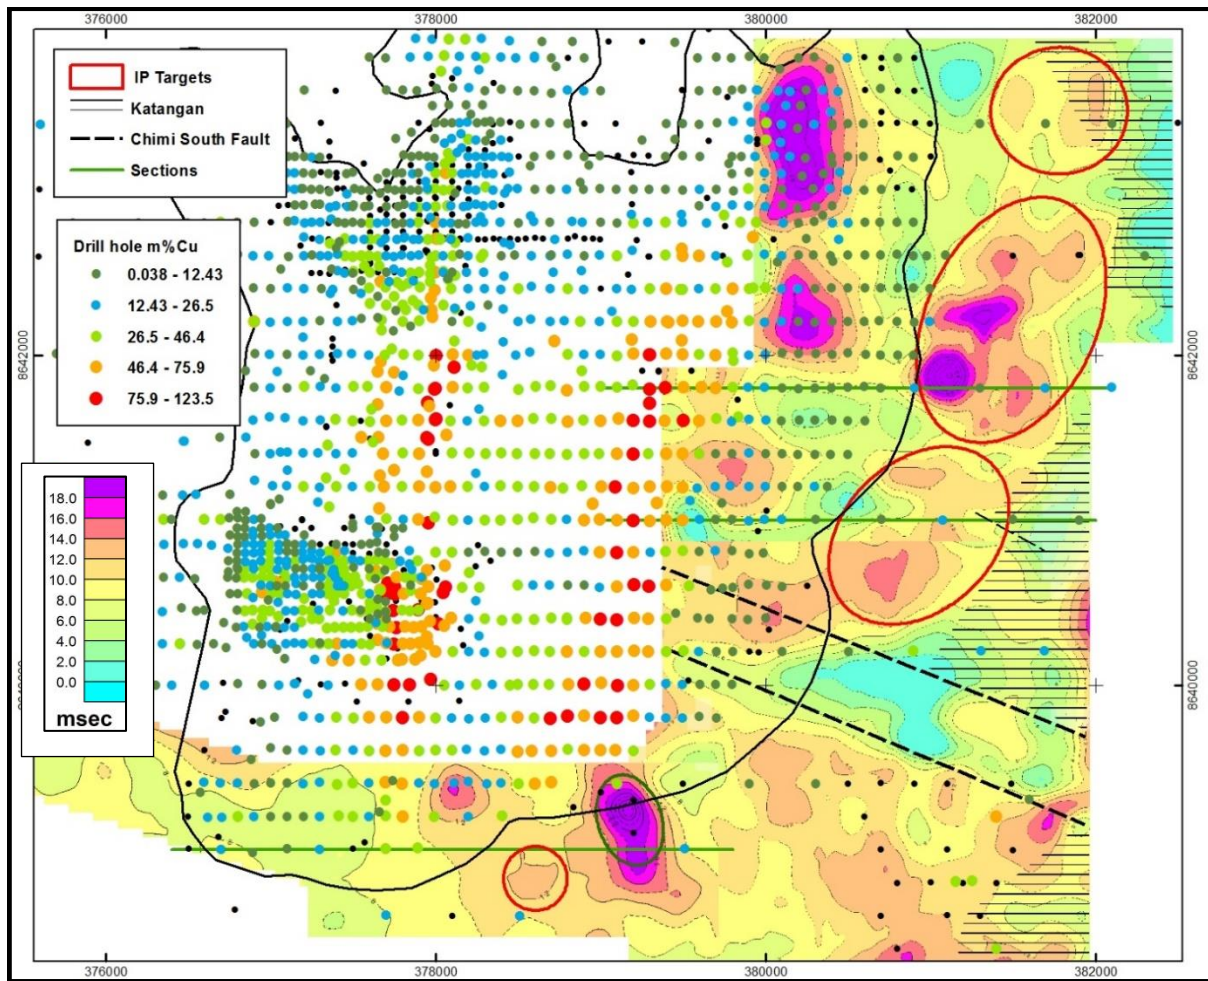 376000 378000 380000 382000
IP Targets
Katangan
Chimi South Fault
Sections
Drill hole m%Cu
0.038 - 12.43
12.43 - 26.5
26.5 - 46.4
46.4 - 75.9
75.9 - 123.5
8642000
8642000
18.0
16.0
14.0
12.0
10.0
8.0
6.0
4.0
2.0
0.0
msec
8640000
376000 378000 380000 382000